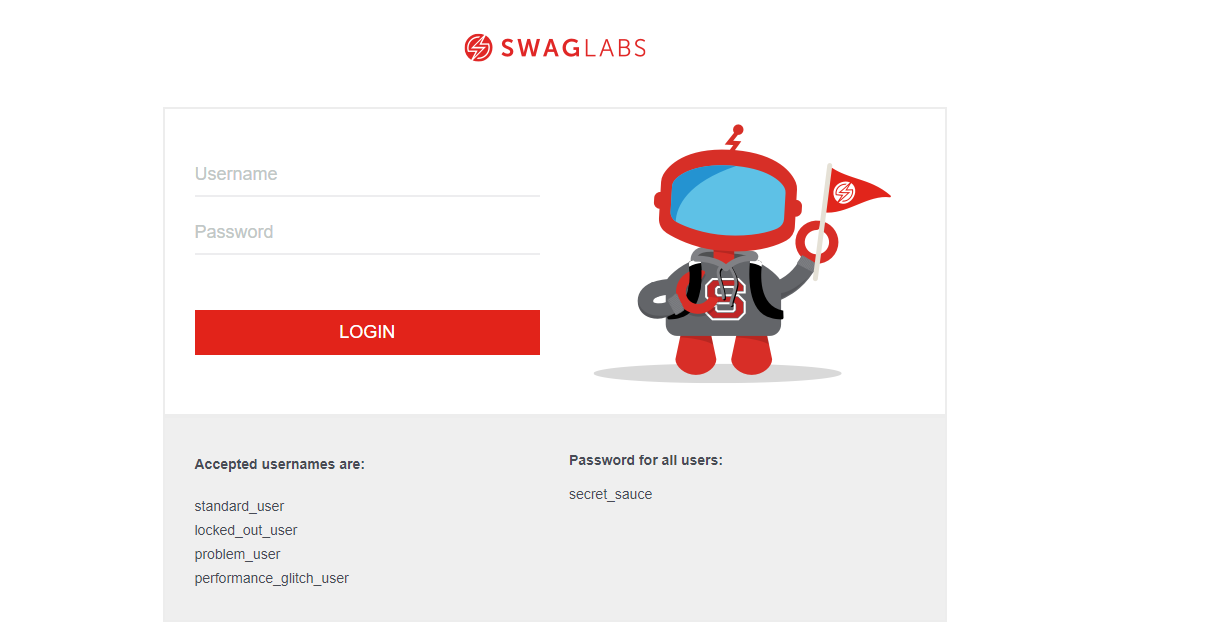 SWAGLABS
Username
Password
LOGIN
S
Accepted usernames are:
standard_user
locked_out_user
problem_user
performance_glitch_user
Password for all users:
secret_sauce